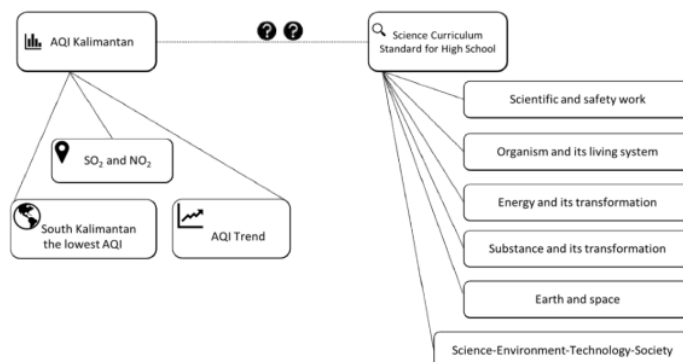 AQI Kalimantan
? ?
Science Curriculum
Standard for High School
SO₂ and NO₂
South Kalimantan
the lowest AQI
AQI Trend
Scientific and safety work
Organism and its living system
Energy and its transformation
Substance and its transformation
Earth and space
Science-Environment-Technology-Society